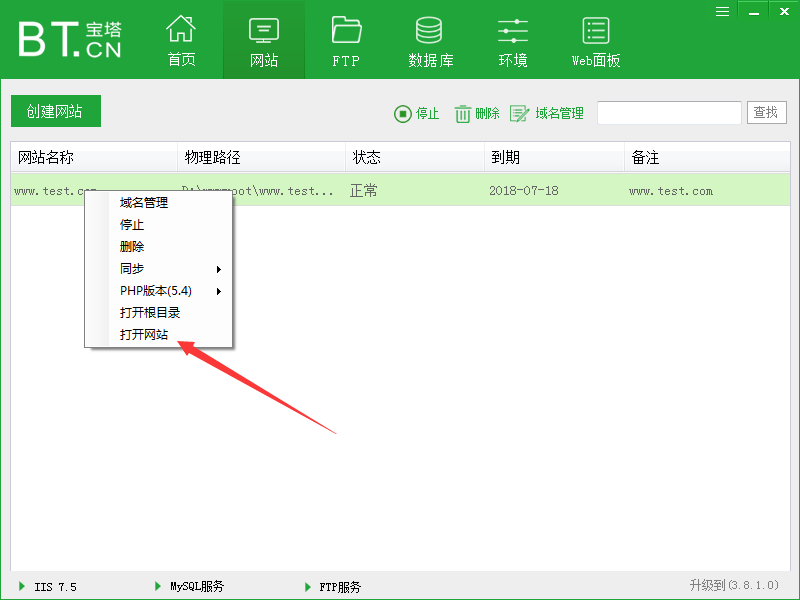 BT.CN 宝塔
首页
网站
FTP
数据库
环境
Web面板
创建网站
停止
删除
域名管理
查找
网站名称 物理路径 状态 到期 备注
www.test. 正常 2018-07-18 www.test.com
域名管理
停止
删除
同步
PHP版本(5.4)
打开根目录
打开网站
IIS 7.5 MySQL服务 FTP服务 升级到(3.8.1.0)